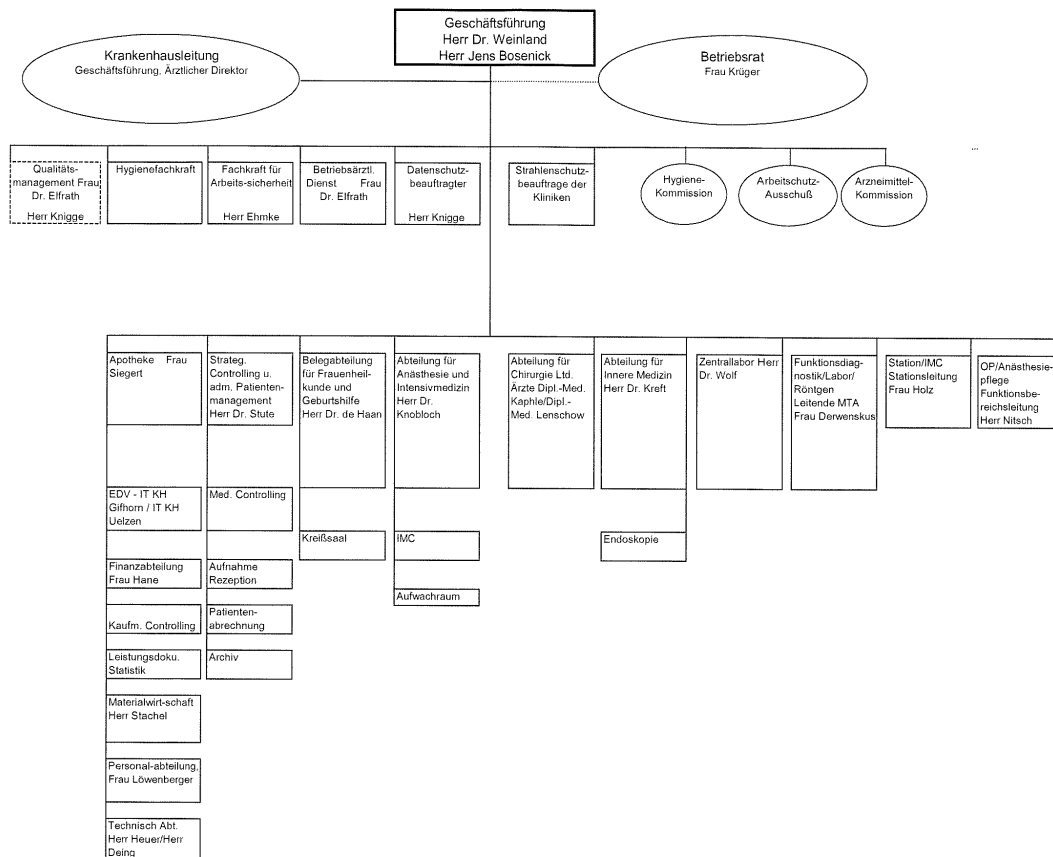 Geschäftsführung
Herr Dr. Weinland
Herr Jens Bosenick
Krankenhausleitung
Geschäftsführung, Ärztlicher Direktor
Betriebsrat
Frau Krüger
Qualitäts-
management Frau
Dr. Elfrath
Herr Knigge
Hygienefachkraft
Fachkraft für
Arbeits-sicherheit
Herr Ehmke
Betriebsärztl.
Dienst Frau
Dr. Elfrath
Datenschutz-
beauftragter
Herr Knigge
Strahlenschutz-
beauftrage der
Kliniken
Hygiene-
Kommission
Arbeitschutz-
Ausschuß
Arzneimittel-
Kommission
...
Apotheke Frau
Siegert
Strateg.
Controlling u.
adm. Patienten-
management
Herr Dr. Stute
Belegabteilung
für Frauenheil-
kunde und
Geburtshilfe
Herr Dr. de Haan
Abteilung für
Anästhesie und
Intensivmedizin
Herr Dr.
Knobloch
Abteilung für
Chirurgie Ltd.
Ärzte Dipl.-Med.
Kaphle/Dipl.-
Med. Lenschow
Abteilung für
Innere Medizin
Herr Dr. Kreft
Zentrallabor Herr
Dr. Wolf
Funktionsdiag-
nostik/Labor/
Röntgen
Leitende MTA
Frau Derwenskus
Station/IMC
Stationsleitung
Frau Holz
OP/Anästhesie-
pflege
Funktionsbe-
reichsleitung
Herr Nitsch
EDV - IT KH
Gifhorn / IT KH
Uelzen
Med. Controlling
Kreißsaal
IMC
Endoskopie
Finanzabteilung
Frau Hane
Aufnahme
Rezeption
Aufwachraum
Kaufm. Controlling
Patienten-
abrechnung
Leistungsdoku.
Statistik
Archiv
Materialwirt-schaft
Herr Stachel
Personal-abteilung,
Frau Löwenberger
Technisch Abt.
Herr Heuer/Herr
Deing